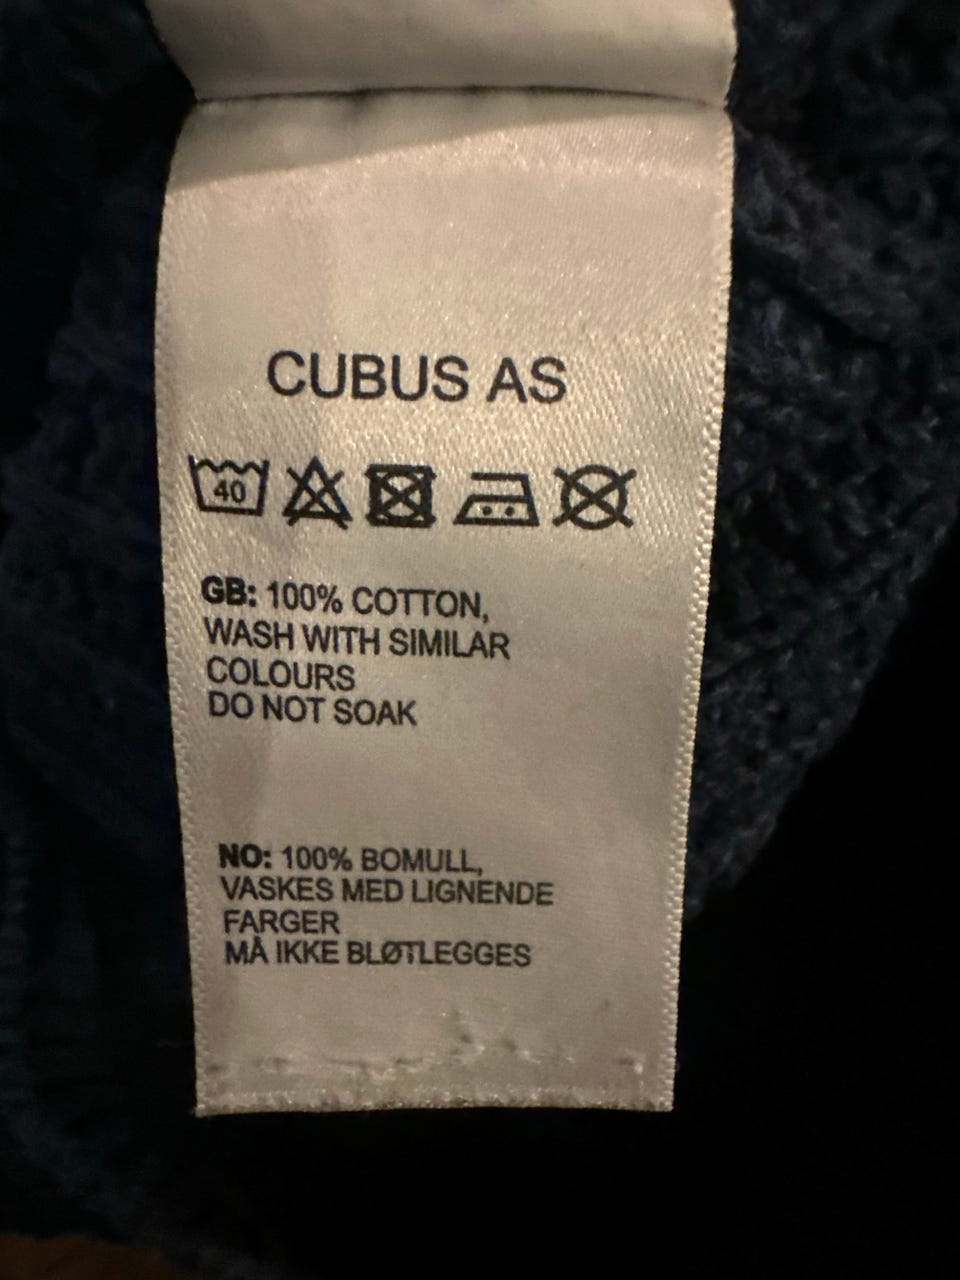 CUBUS AS
40
GB: 100% COTTON,
WASH WITH SIMILAR
COLOURS
DO NOT SOAK
NO: 100% BOMULL,
VASKES MED LIGNENDE
FARGER
MÅ IKKE BLØTLEGGES